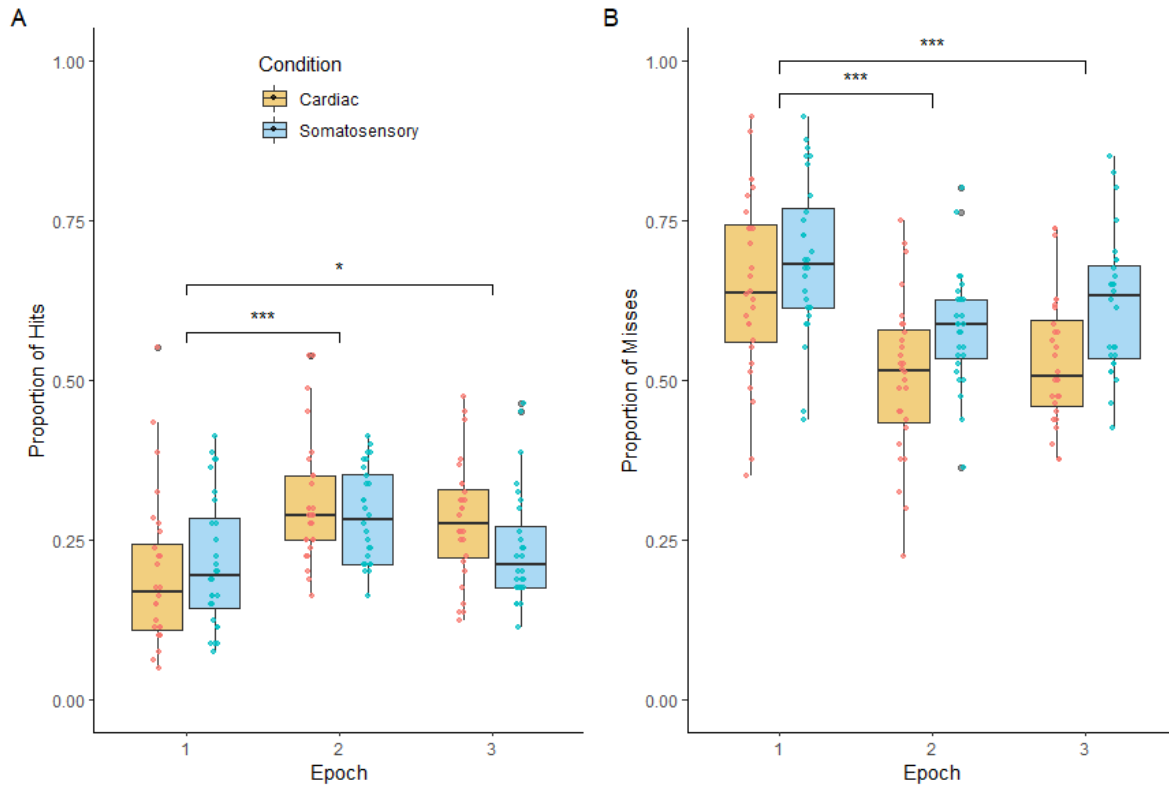 A
Proportion of Hits
1.00
0.75
0.50
0.25
0.00
Condition
Cardiac
Somatosensory
*
***
1 2 3
Epoch
B
Proportion of Misses
1.00
0.75
0.50
0.25
0.00
***
***
1 2 3
Epoch